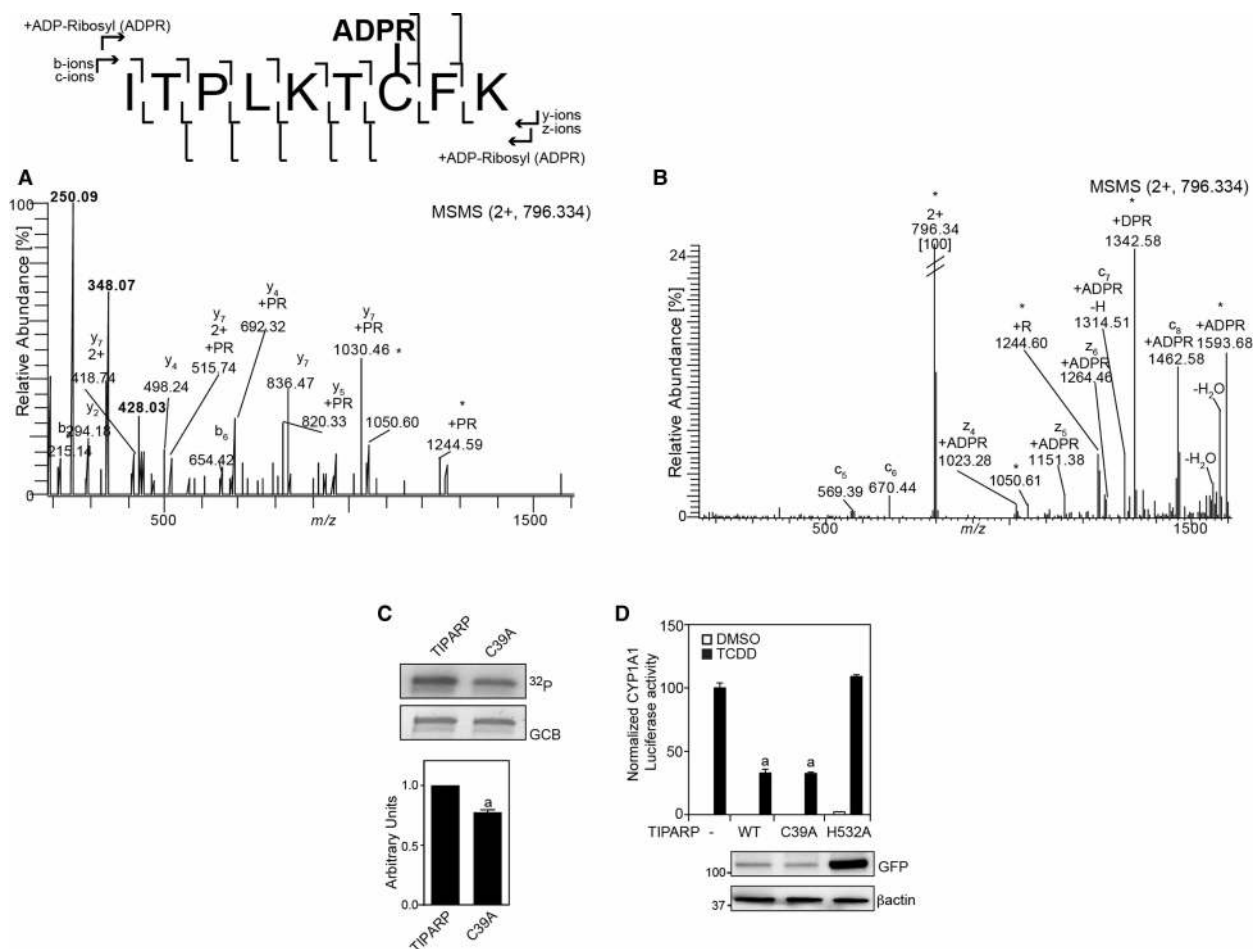 +ADP-Ribosyl (ADPR)
ADPR
b-ions
c-ions
ITPLKTCFK
y-ions
z-ions
+ADP-Ribosyl (ADPR)
A
250.09
MSMS (2+, 796.334)
348.07
y7
2+
418.74
428.03
y4
498.24
y7
2+
+PR
515.74
y4
+PR
692.32
y7
836.47
y5
+PR
820.33
y7
+PR
1030.46 *
1050.60
*
+PR
1244.59
b2
215.14
y2
294.18
b6
654.42
Relative Abundance [%]
100
0
500
m/z
1500
B
MSMS (2+, 796.334)
*
2+
796.34
[100]
*
+DPR
1342.58
c7
+ADPR
-H
1314.51
*
+R
1244.60
z6
+ADPR
1264.46
c8
+ADPR
1462.58
*
+ADPR
1593.68
-H2O
-H2O
z4
+ADPR
1023.28
*
1050.61
z5
+ADPR
1151.38
c5
569.39
c6
670.44
Relative Abundance [%]
24
0
500
m/z
1500
C
TIPARP
C39A
32P
GCB
Arbitrary Units
1.0
0.5
0.0
a
TIPARP
C39A
D
150
100
50
0
Normalized CYP1A1
Luciferase activity
DMSO
TCDD
a
a
TIPARP - WT C39A H532A
100
GFP
37
βactin